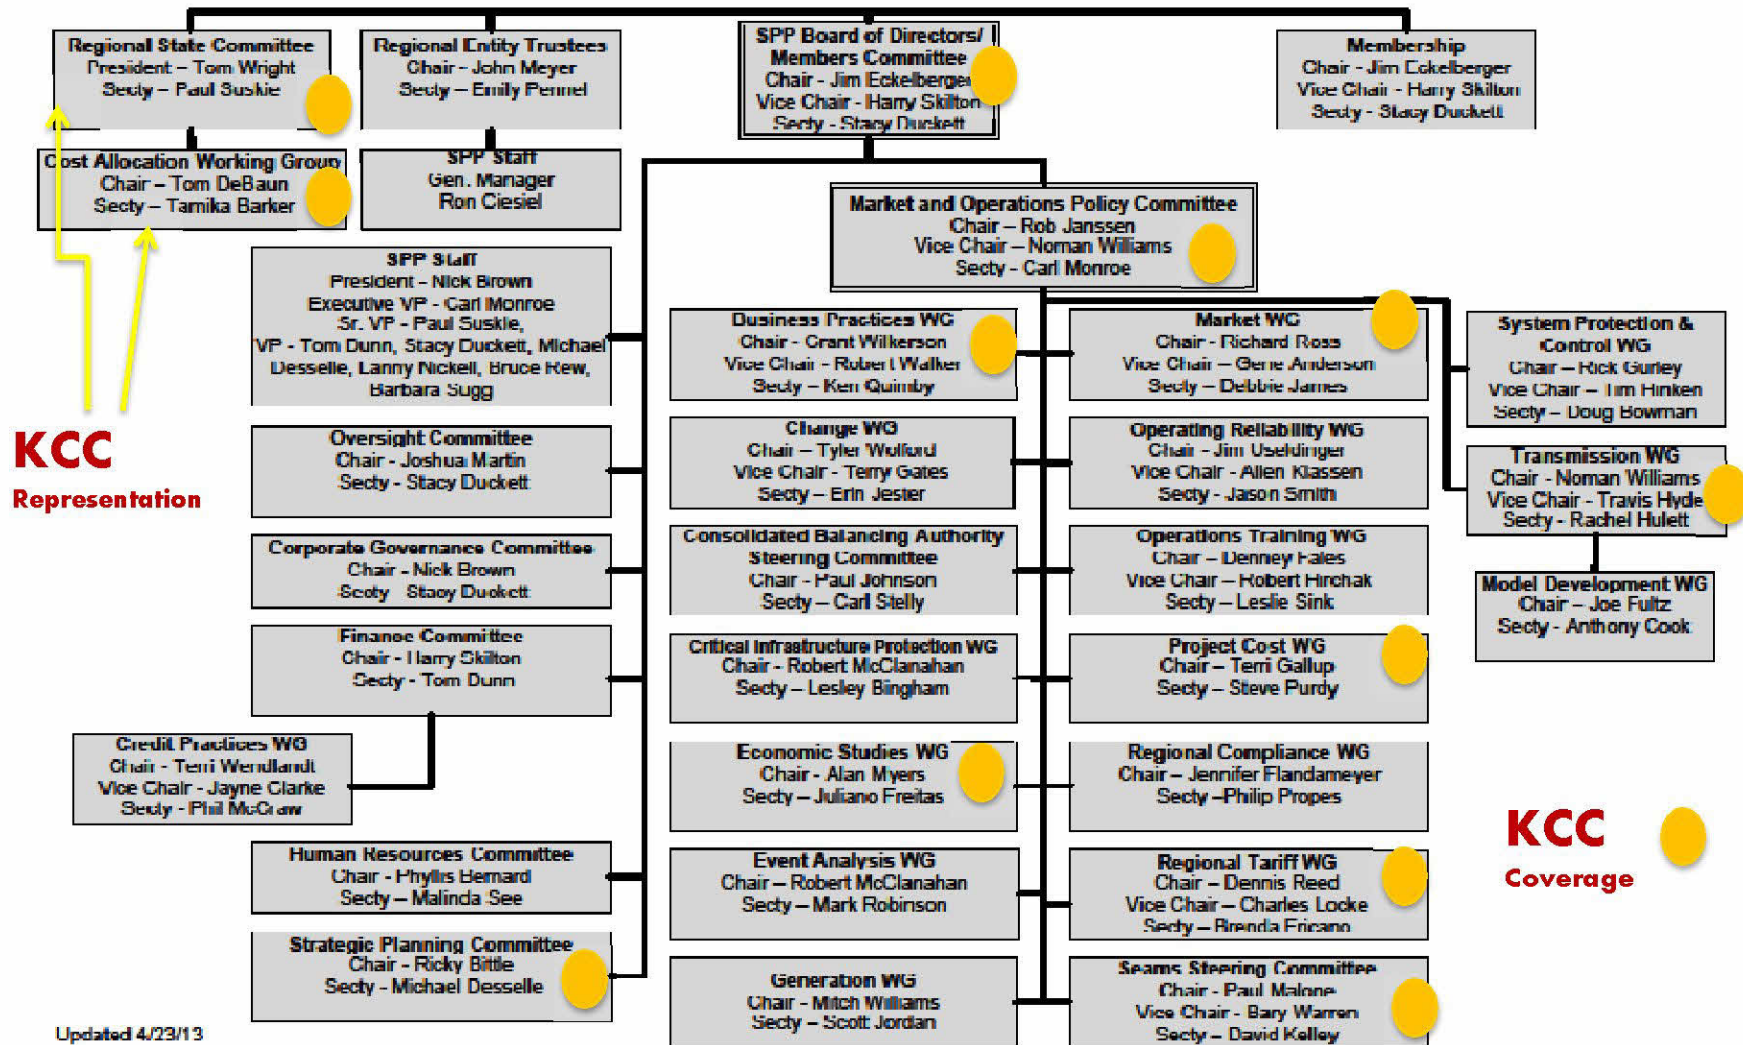 Regional State Committee
President – Tom Wright
Secty – Paul Suskie
Regional Entity Trustees
Chair - John Meyer
Secty – Emily Pennel
SPP Board of Directors/
Members Committee
Chair - Jim Eckelberger
Vice Chair - Harry Skilton
Secty - Stacy Duckett
Membership
Chair - Jim Eckelberger
Vice Chair - Harry Skilton
Secty - Stacy Duckett
Cost Allocation Working Group
Chair – Tom DeBaun
Secty – Tamika Barker
SPP Staff
Gen. Manager
Ron Ciesiel
Market and Operations Policy Committee
Chair – Rob Janssen
Vice Chair – Noman Williams
Secty - Carl Monroe
SPP Staff
President - Nick Brown
Executive VP - Carl Monroe
Sr. VP - Paul Suskie,
VP - Tom Dunn, Stacy Duckett, Michael
Desselle, Lanny Nickell, Bruce Rew,
Barbara Sugg
Business Practices WG
Chair - Grant Wilkerson
Vice Chair - Robert Walker
Secty - Ken Quimby
Market WG
Chair - Richard Ross
Vice Chair – Gene Anderson
Secty – Debbie James
System Protection &
Control WG
Chair – Rick Gurley
Vice Chair – Tim Hinken
Secty – Doug Bowman
KCC
Representation
Oversight Committee
Chair - Joshua Martin
Secty - Stacy Duckett
Change WG
Chair – Tyler Wolford
Vice Chair - Terry Gates
Secty – Erin Jester
Operating Reliability WG
Chair - Jim Useldinger
Vice Chair - Allen Klassen
Secty - Jason Smith
Transmission WG
Chair - Noman Williams
Vice Chair - Travis Hyde
Secty - Rachel Hulett
Corporate Governance Committee
Chair - Nick Brown
Secty - Stacy Duckett
Consolidated Balancing Authority
Steering Committee
Chair - Paul Johnson
Secty – Carl Stelly
Operations Training WG
Chair – Denney Fales
Vice Chair – Robert Hirchak
Secty – Leslie Sink
Model Development WG
Chair – Joe Fultz
Secty - Anthony Cook
Finance Committee
Chair - Harry Skilton
Secty - Tom Dunn
Critical Infrastructure Protection WG
Chair - Robert McClanahan
Secty – Lesley Bingham
Project Cost WG
Chair – Terri Gallup
Secty – Steve Purdy
Credit Practices WG
Chair - Terri Wendlandt
Vice Chair - Jayne Clarke
Secty - Phil McCraw
Economic Studies WG
Chair - Alan Myers
Secty – Juliano Freitas
Regional Compliance WG
Chair – Jennifer Flandermeyer
Secty –Philip Propes
KCC
Coverage
Human Resources Committee
Chair - Phyllis Bernard
Secty – Malinda See
Event Analysis WG
Chair – Robert McClanahan
Secty – Mark Robinson
Regional Tariff WG
Chair – Dennis Reed
Vice Chair – Charles Locke
Secty – Brenda Fricano
Strategic Planning Committee
Chair - Ricky Bittle
Secty - Michael Desselle
Generation WG
Chair - Mitch Williams
Secty – Scott Jordan
Seams Steering Committee
Chair - Paul Malone
Vice Chair - Bary Warren
Secty – David Kelley
Updated 4/23/13